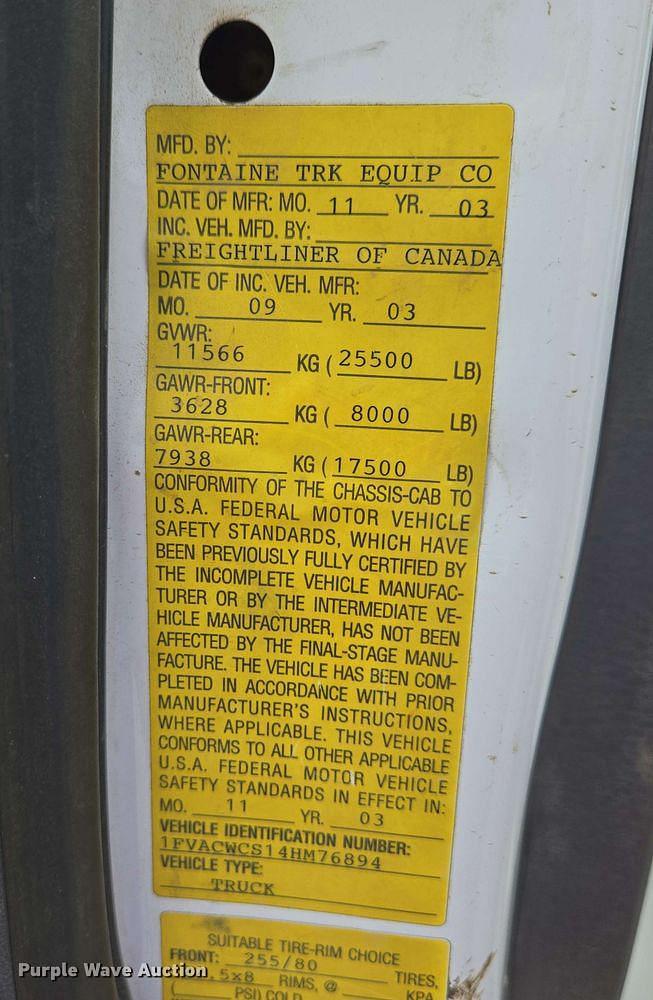 MFD. BY:
FONTAINE TRK EQUIP CO
DATE OF MFR: MO. 11 YR. 03
INC. VEH. MFD. BY:
FREIGHTLINER OF CANADA
DATE OF INC. VEH. MFR:
MO. 09 YR. 03
GVWR:
11566 KG (25500 LB)
GAWR-FRONT:
3628 KG ( 8000 LB)
GAWR-REAR:
7938 KG (17500 LB)
CONFORMITY OF THE CHASSIS-CAB TO
U.S.A. FEDERAL MOTOR VEHICLE
SAFETY STANDARDS, WHICH HAVE
BEEN PREVIOUSLY FULLY CERTIFIED BY
THE INCOMPLETE VEHICLE MANUFAC-
TURER OR BY THE INTERMEDIATE VE-
HICLE MANUFACTURER, HAS NOT BEEN
AFFECTED BY THE FINAL-STAGE MANU-
FACTURE. THE VEHICLE HAS BEEN COM-
PLETED IN ACCORDANCE WITH PRIOR
MANUFACTURER'S INSTRUCTIONS,
WHERE APPLICABLE. THIS VEHICLE
CONFORMS TO ALL OTHER APPLICABLE
U.S.A. FEDERAL MOTOR VEHICLE
SAFETY STANDARDS IN EFFECT IN:
MO. 11 YR. 03
VEHICLE IDENTIFICATION NUMBER:
1FVACWCS14HM76894
VEHICLE TYPE:
TRUCK
SUITABLE TIRE-RIM CHOICE
FRONT: 255/80 TIRES,
.5x8 RIMS, @ KPA
( PSI) COLD
Purple Wave Auction